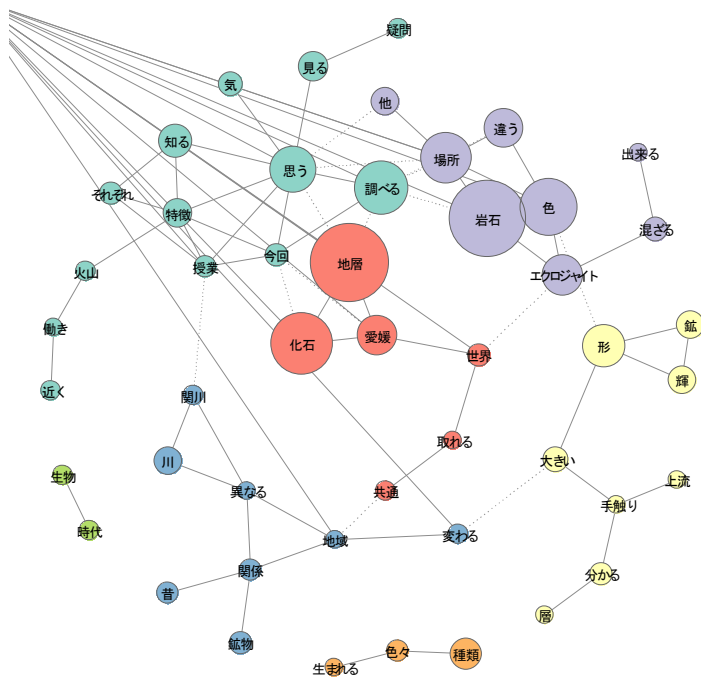 疑問
見る
気
他
違う
知る
出来る
場所
思う
調べる
それぞれ
特徴
岩石
色
混ざる
今回
地層
授業
火山
エクロジャイト
働き
鉱
愛媛
化石
形
世界
輝
近く
関川
取れる
川
大きい
生物
上流
共通
異なる
手触り
時代
変わる
地域
関係
分かる
昔
層
鉱物
色々
種類
生まれる